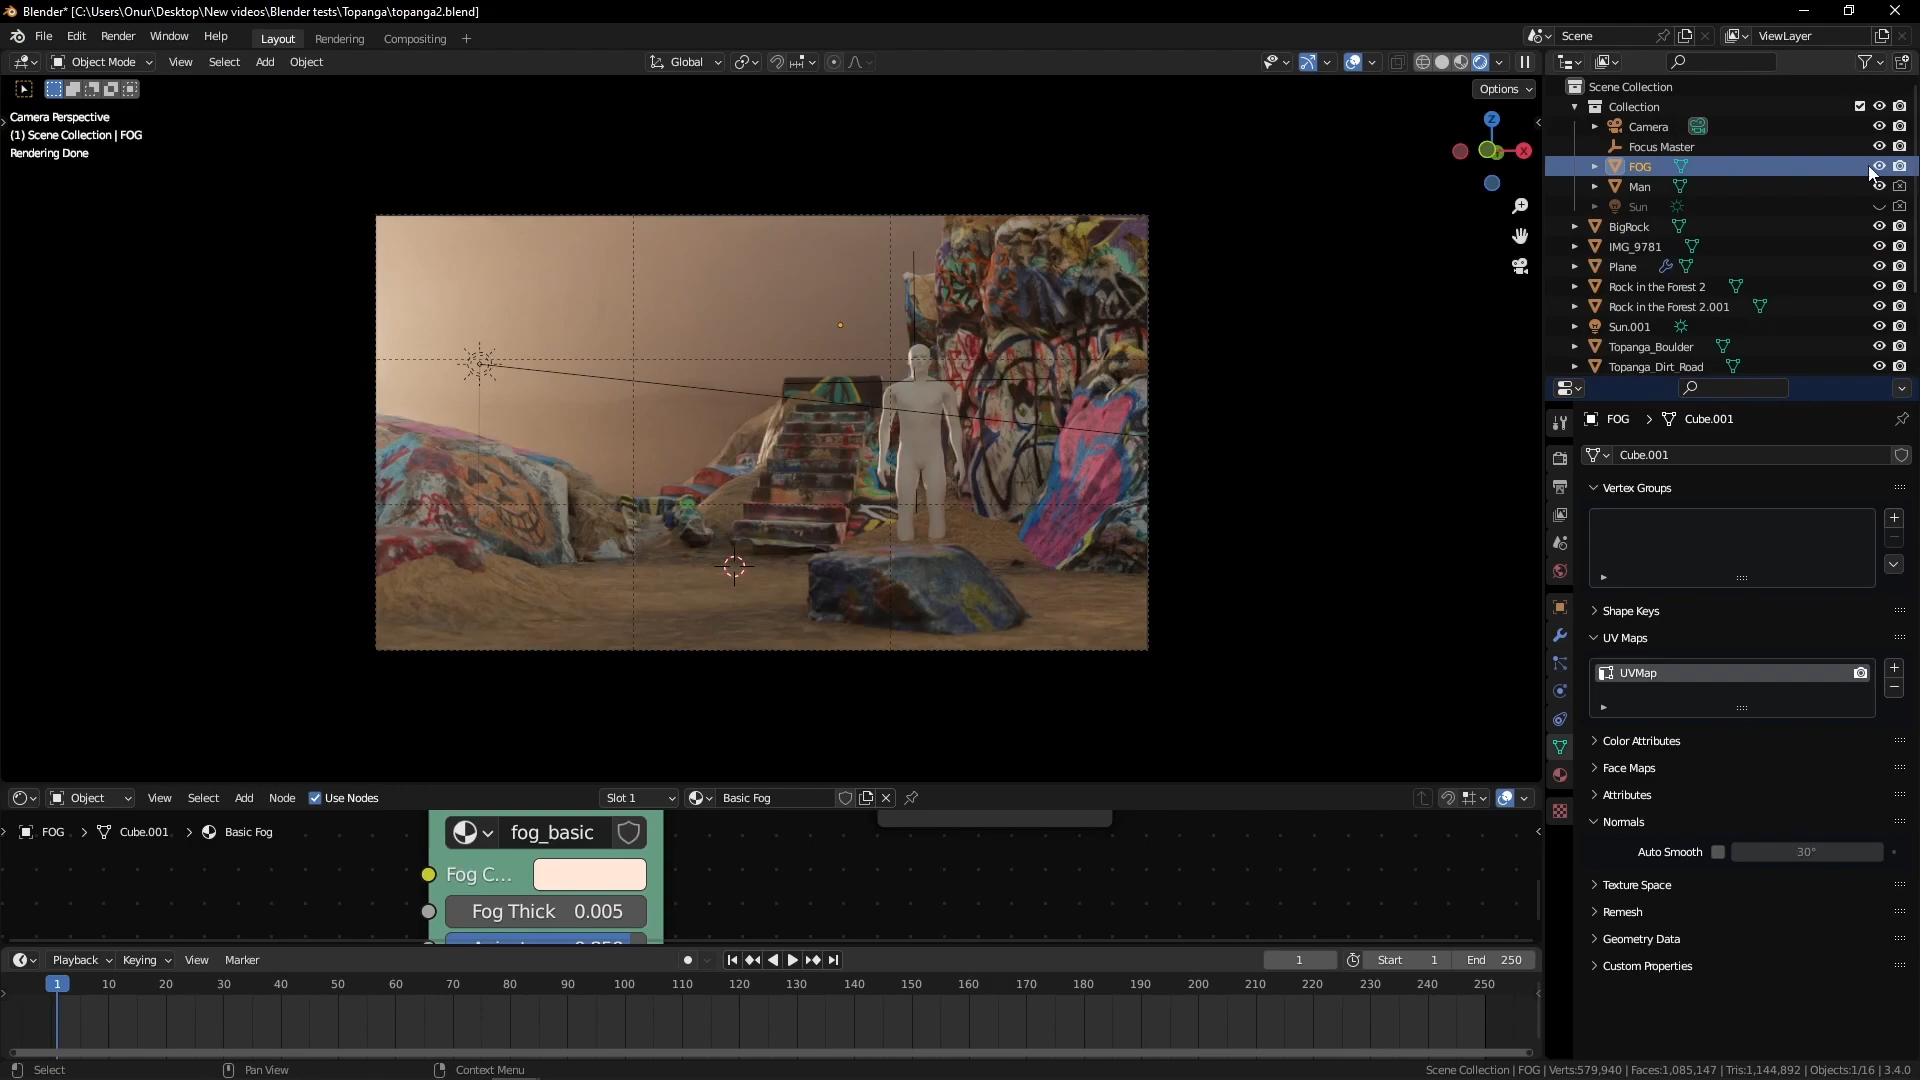 Blender* [C:\Users\Onur\Desktop\New videos\Blender tests\Topanga\topanga2.blend]
File Edit Render Window Help Layout Rendering Compositing + Scene ViewLayer
Object Mode View Select Add Object Global
Options
Camera Perspective
(1) Scene Collection | FOG
Rendering Done
Z
X
Scene Collection
Collection
Camera
Focus Master
FOG
Man
Sun
BigRock
IMG_9781
Plane
Rock in the Forest 2
Rock in the Forest 2.001
Sun.001
Topanga_Boulder
Topanga_Dirt_Road
FOG > Cube.001
Cube.001
Vertex Groups
Shape Keys
UV Maps
UVMap
Color Attributes
Face Maps
Attributes
Normals
Auto Smooth 30°
Texture Space
Remesh
Geometry Data
Custom Properties
Object View Select Add Node Use Nodes Slot 1 Basic Fog
FOG > Cube.001 > Basic Fog
fog_basic
Fog C...
Fog Thick 0.005
Playback Keying View Marker 1 Start 1 End 250
1 10 20 30 40 50 60 70 80 90 100 110 120 130 140 150 160 170 180 190 200 210 220 230 240 250
Select Pan View Context Menu Scene Collection | FOG | Verts:579,940 | Faces:1,085,147 | Tris:1,144,892 | Objects:1/16 | 3.4.0